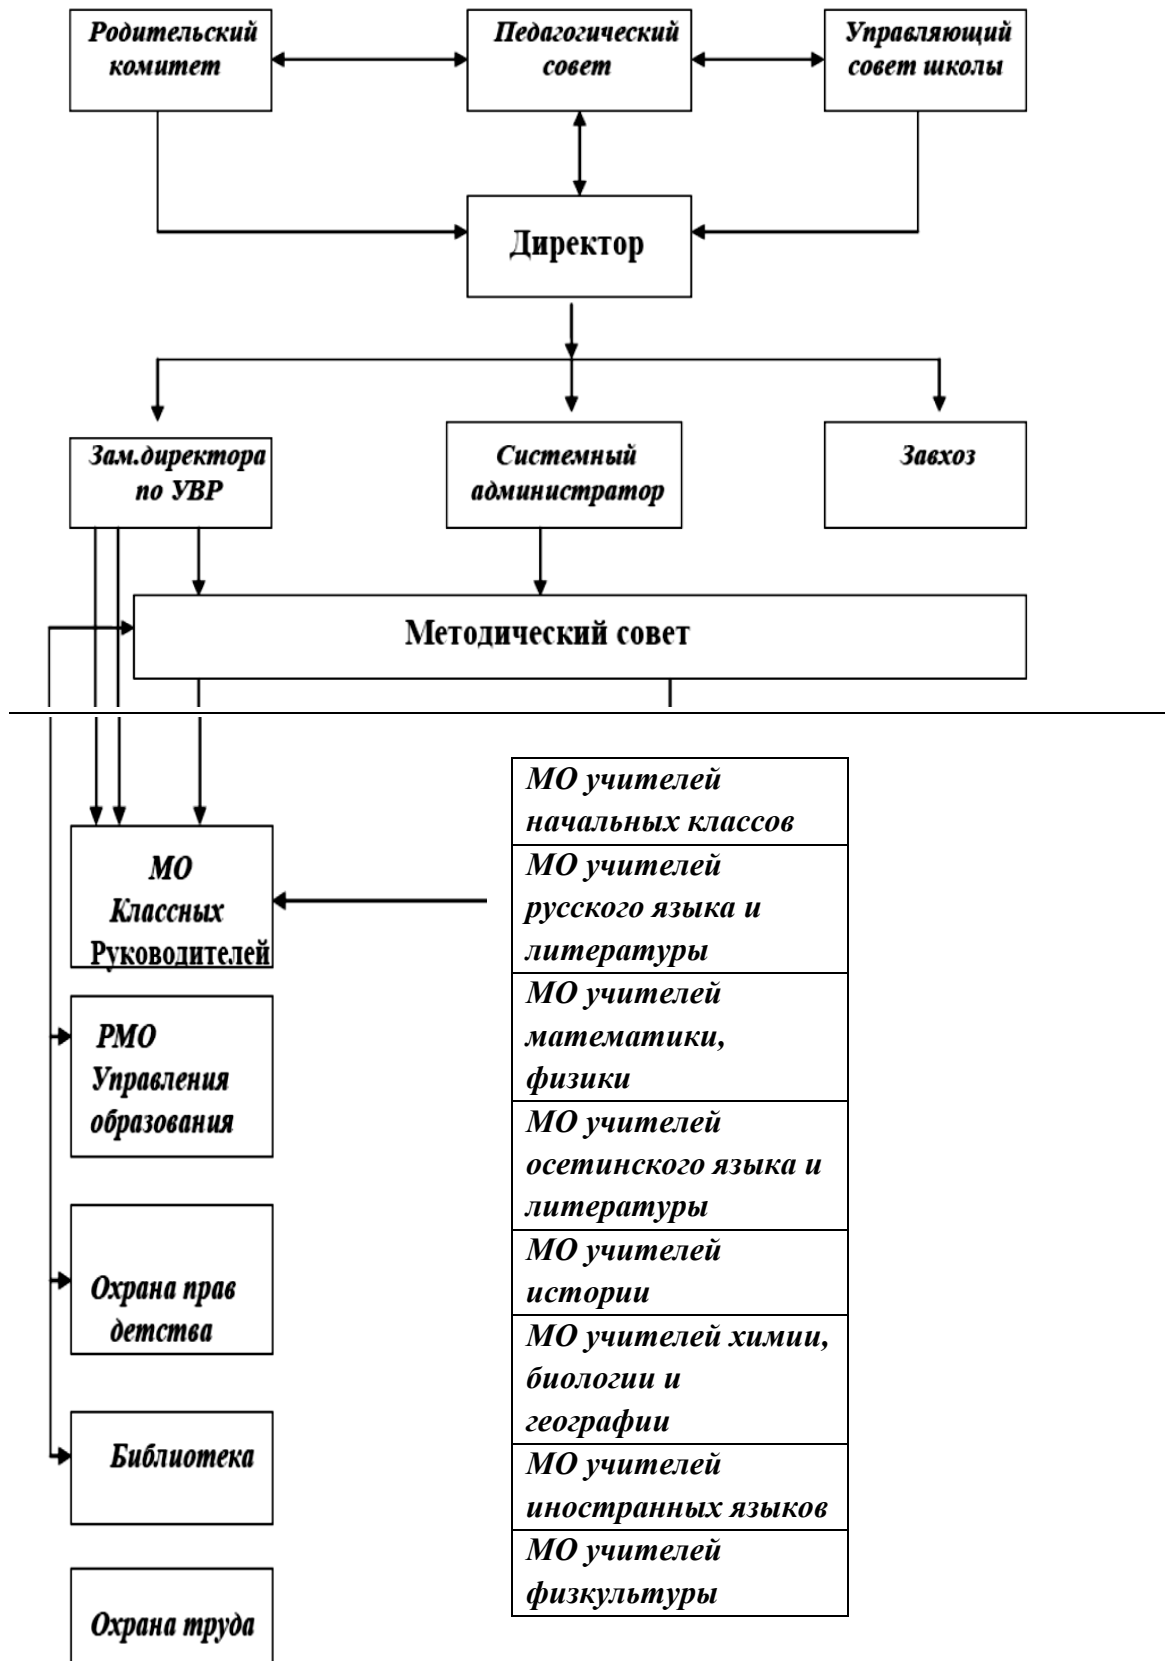 Родительский
комитет
Педагогический
совет
Управляющий
совет школы
Директор
Зам.директора
по УВР
Системный
администратор
Завхоз
Методический совет
МО
Классных
Руководителей
РМО
Управления
образования
Охрана прав
детства
Библиотека
Охрана труда
МО учителей
начальных классов
МО учителей
русского языка и
литературы
МО учителей
математики,
физики
МО учителей
осетинского языка и
литературы
МО учителей
истории
МО учителей химии,
биологии и
географии
МО учителей
иностранных языков
МО учителей
физкультуры